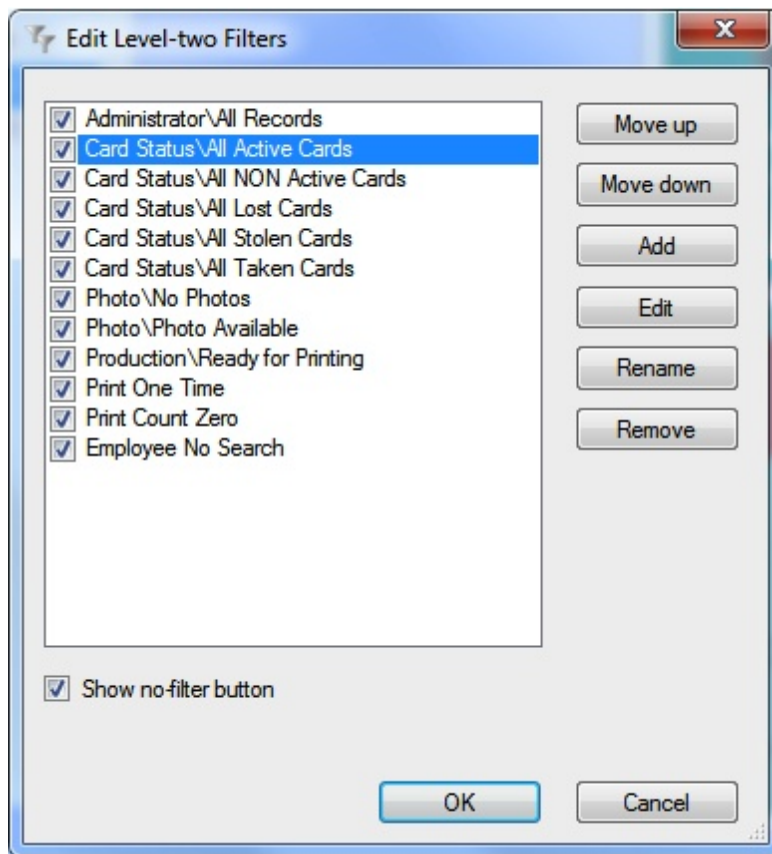 Edit Level-two Filters
Administrator\All Records
Card Status\All Active Cards
Card Status\All NON Active Cards
Card Status\All Lost Cards
Card Status\All Stolen Cards
Card Status\All Taken Cards
Photo\No Photos
Photo\Photo Available
Production\Ready for Printing
Print One Time
Print Count Zero
Employee No Search
Move up
Move down
Add
Edit
Rename
Remove
Show no-filter button
OK
Cancel